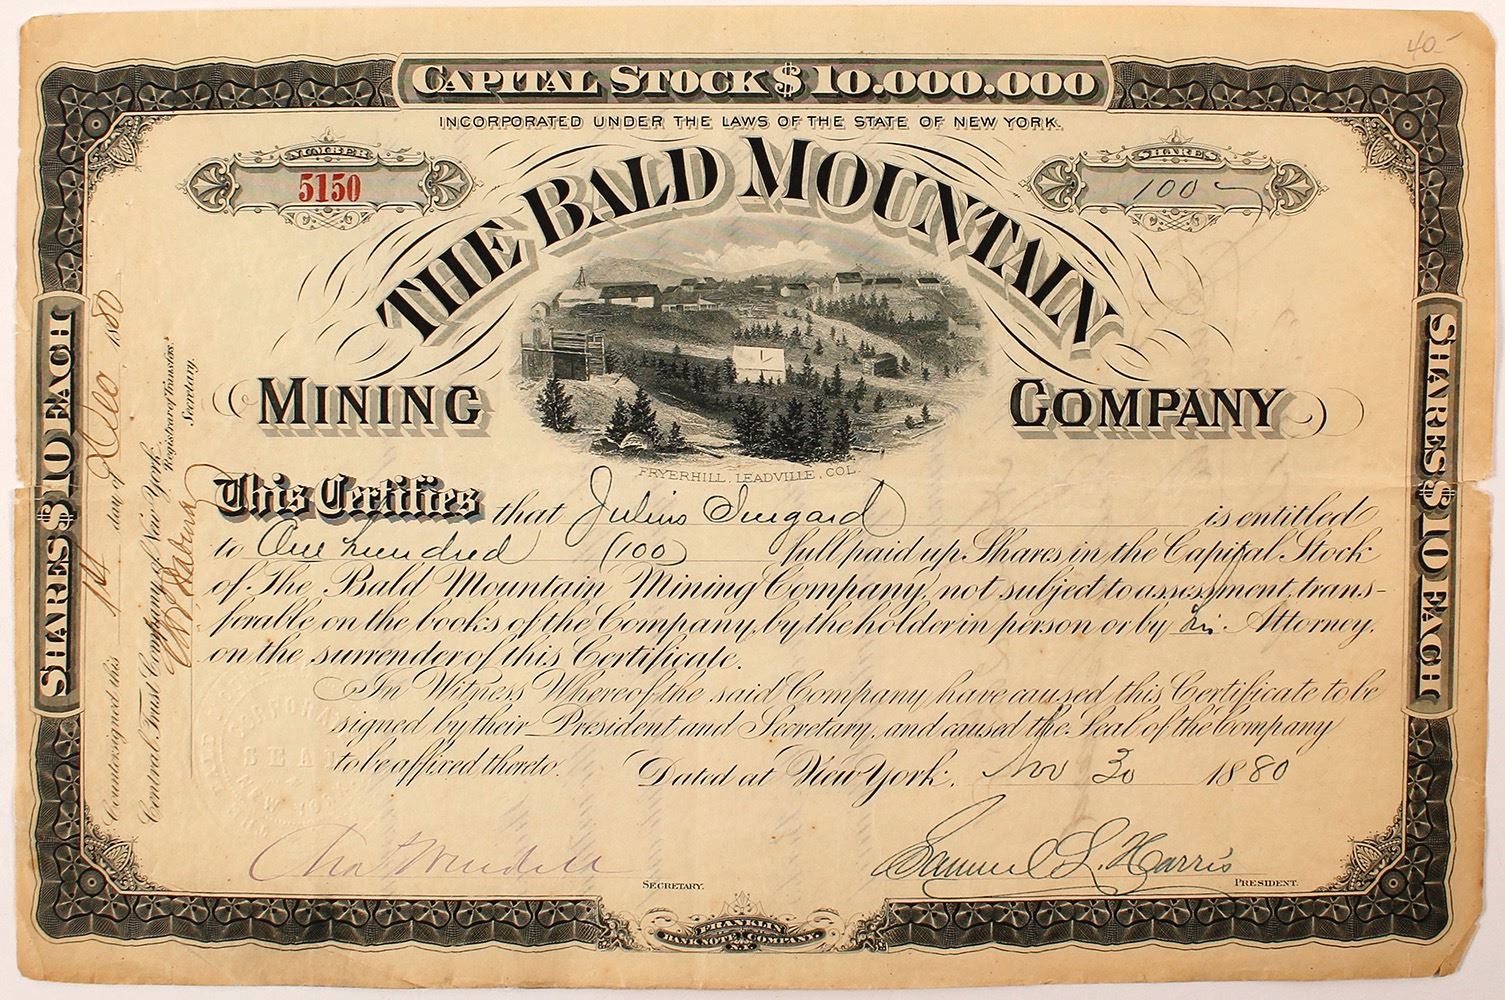 40-
CAPITAL STOCK $10.000.000
INCORPORATED UNDER THE LAWS OF THE STATE OF NEW YORK.
NUMBER
5150
SHARES
100
THE BALD MOUNTAIN
MINING COMPANY
FRYERHILL, LEADVILLE, COL.
This Certifies that Julius is entitled
to One hundred (100) full paid up Shares in the Capital Stock
of The Bald Mountain Mining Company, not subject to assessment, trans-
ferable on the books of the Company, by the holder in person or by his Attorney,
on the surrender of this Certificate.
In Witness Whereof the said Company have caused this Certificate to be
signed by their President and Secretary, and caused the Seal of the Company
to be affixed thereto.
Dated at New York, Nov 30 1880
SECRETARY.
Samuel L. Harris
PRESIDENT.
FRANKLIN
BANK NOTE COMPANY.
N.Y.
SHARES $10 EACH
SHARES $10 EACH
Countersigned this 1st day of Dec 1880
Central Trust Company of New York.
Registrar of Transfers.
Secretary.
SEAL
NEW YORK